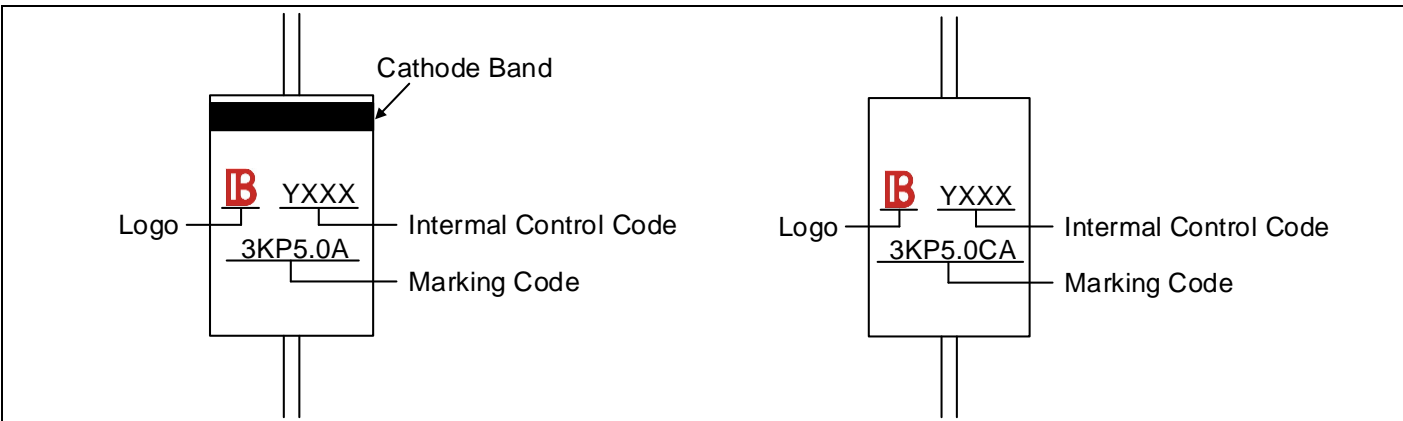 Cathode Band
B YXXX
Logo
Intermal Control Code
3KP5.0A
Marking Code
B YXXX
Logo
Intermal Control Code
3KP5.0CA
Marking Code